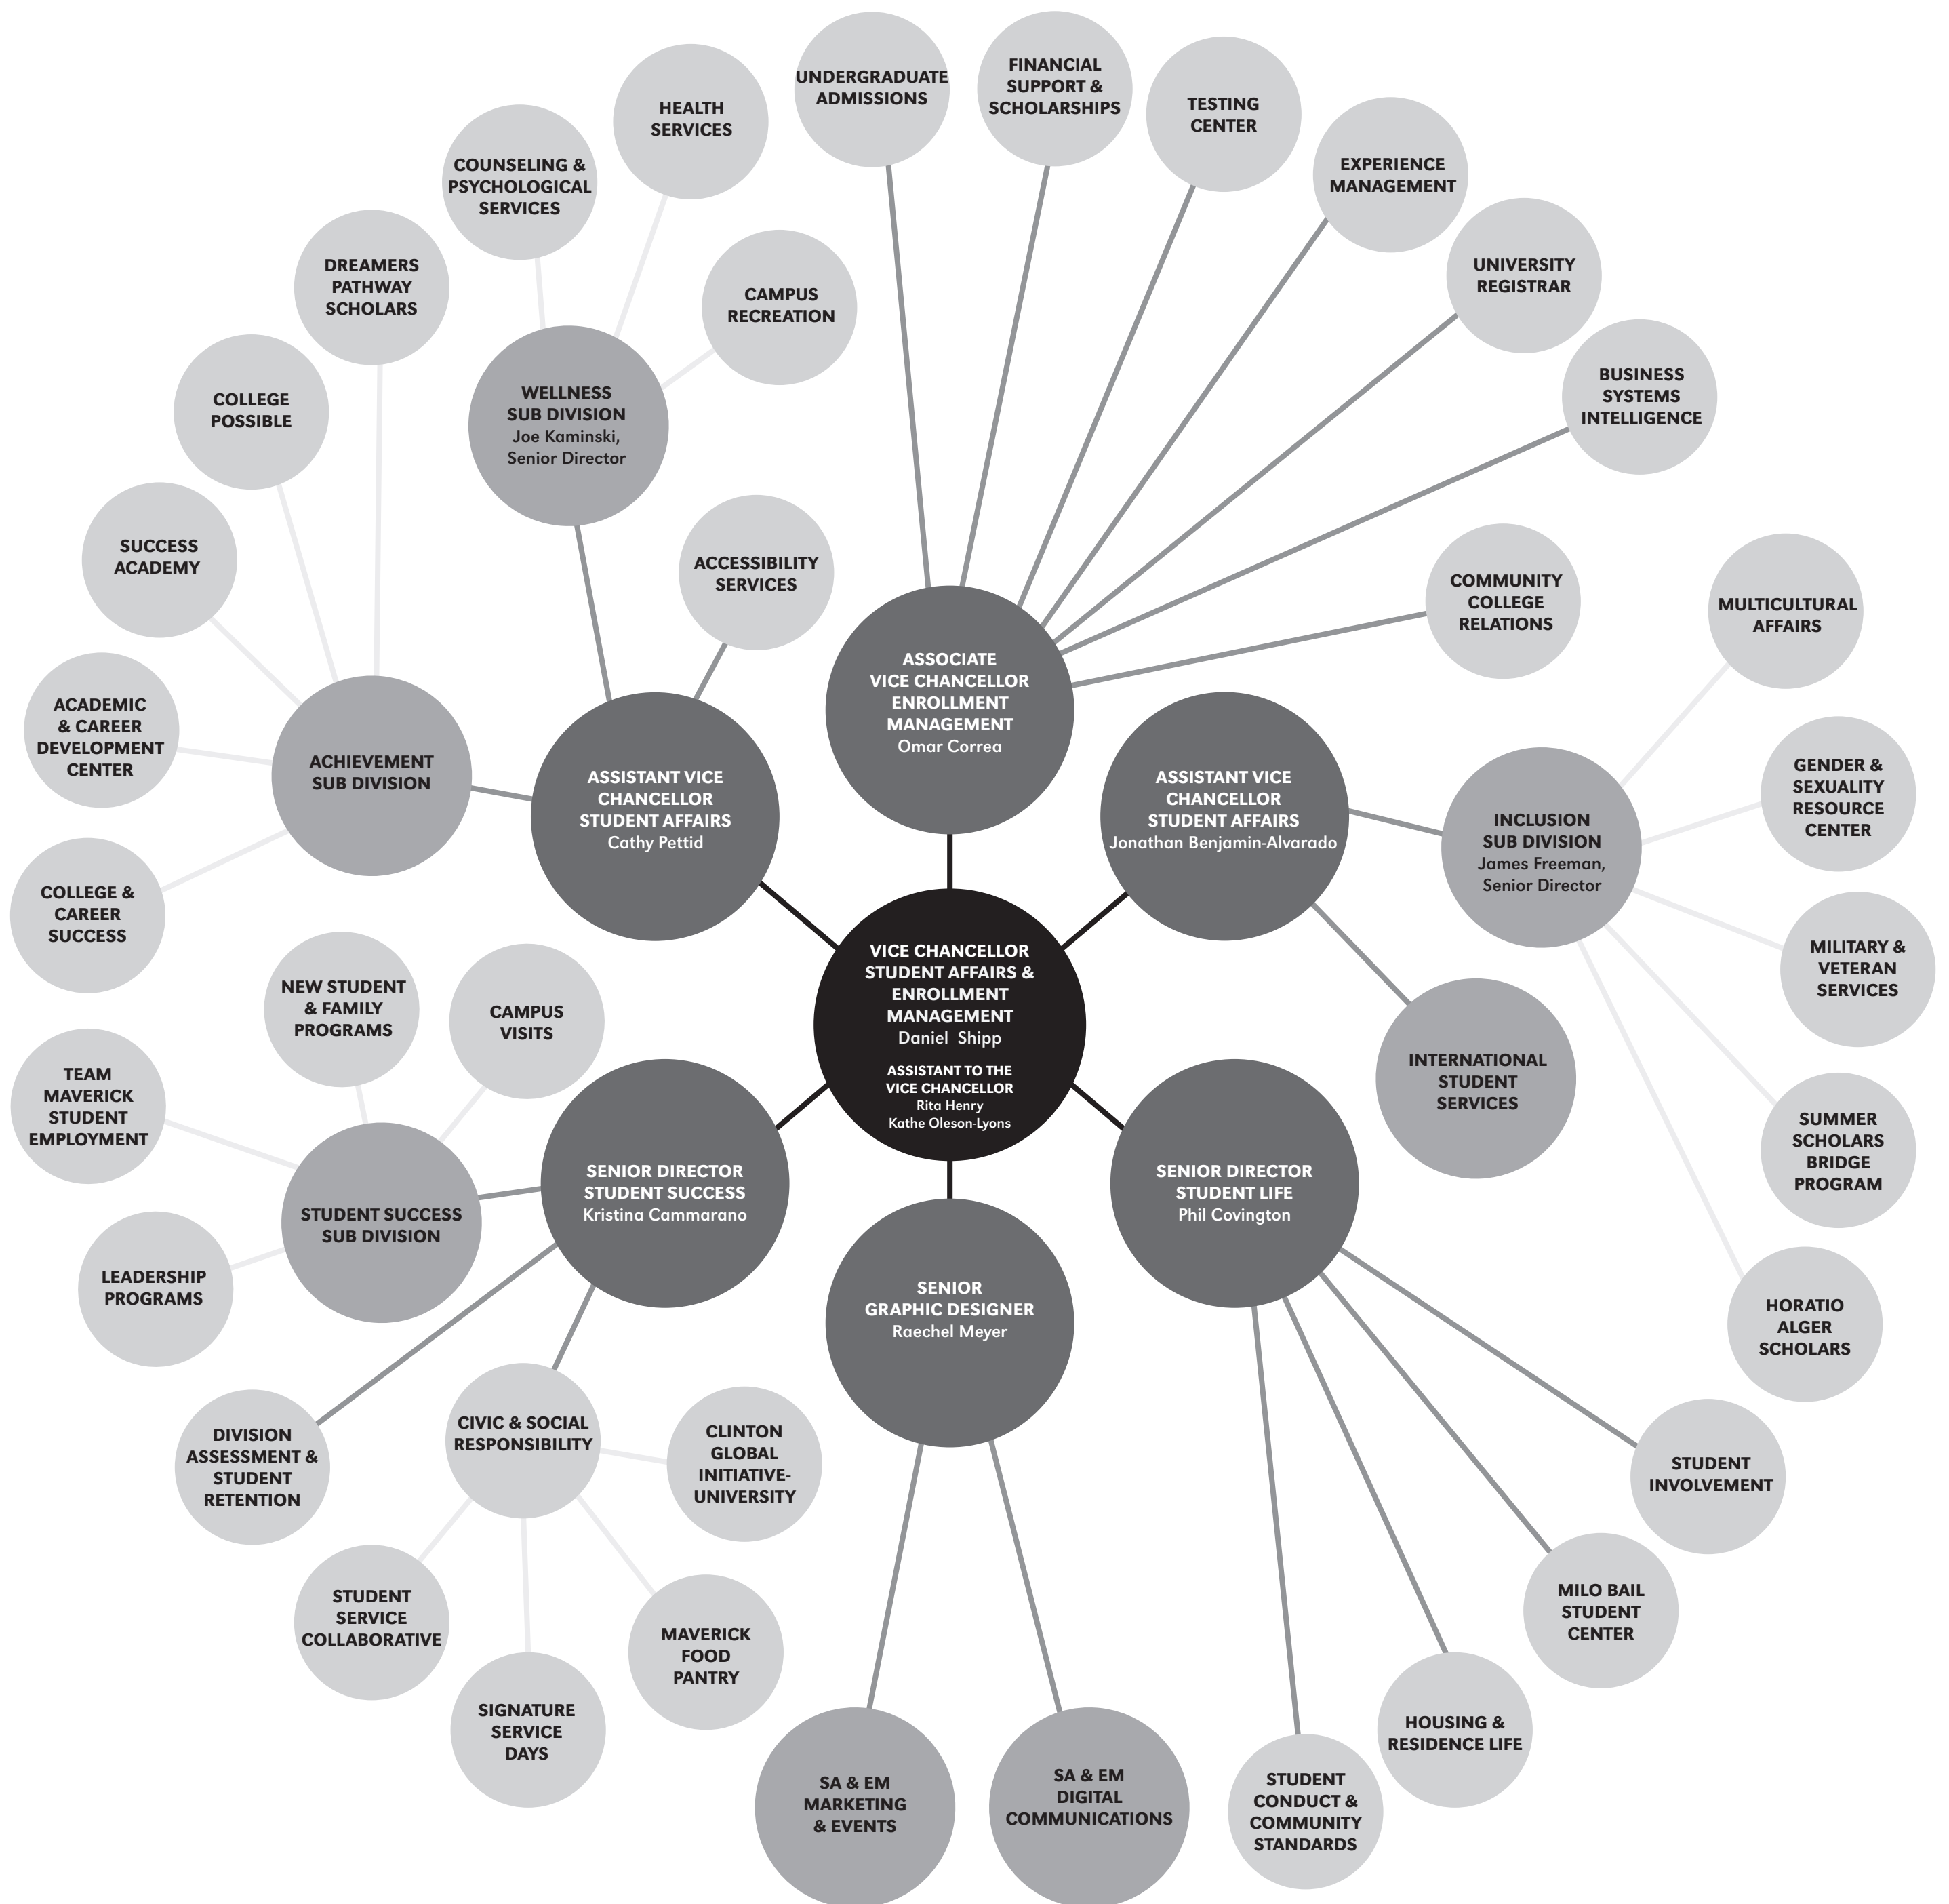 UNDERGRADUATE
ADMISSIONS
FINANCIAL
SUPPORT &
SCHOLARSHIPS
TESTING
CENTER
EXPERIENCE
MANAGEMENT
UNIVERSITY
REGISTRAR
BUSINESS
SYSTEMS
INTELLIGENCE
COMMUNITY
COLLEGE
RELATIONS
HEALTH
SERVICES
COUNSELING &
PSYCHOLOGICAL
SERVICES
CAMPUS
RECREATION
DREAMERS
PATHWAY
SCHOLARS
COLLEGE
POSSIBLE
SUCCESS
ACADEMY
ACADEMIC
& CAREER
DEVELOPMENT
CENTER
COLLEGE &
CAREER
SUCCESS
WELLNESS
SUB DIVISION
Joe Kaminski,
Senior Director
ACCESSIBILITY
SERVICES
ACHIEVEMENT
SUB DIVISION
ASSISTANT VICE
CHANCELLOR
STUDENT AFFAIRS
Cathy Pettid
ASSOCIATE
VICE CHANCELLOR
ENROLLMENT
MANAGEMENT
Omar Correa
ASSISTANT VICE
CHANCELLOR
STUDENT AFFAIRS
Jonathan Benjamin-Alvarado
INCLUSION
SUB DIVISION
James Freeman,
Senior Director
MULTICULTURAL
AFFAIRS
GENDER &
SEXUALITY
RESOURCE
CENTER
MILITARY &
VETERAN
SERVICES
SUMMER
SCHOLARS
BRIDGE
PROGRAM
HORATIO
ALGER
SCHOLARS
INTERNATIONAL
STUDENT
SERVICES
VICE CHANCELLOR
STUDENT AFFAIRS &
ENROLLMENT
MANAGEMENT
Daniel Shipp
ASSISTANT TO THE
VICE CHANCELLOR
Rita Henry
Kathe Oleson-Lyons
NEW STUDENT
& FAMILY
PROGRAMS
CAMPUS
VISITS
TEAM
MAVERICK
STUDENT
EMPLOYMENT
LEADERSHIP
PROGRAMS
STUDENT SUCCESS
SUB DIVISION
SENIOR DIRECTOR
STUDENT SUCCESS
Kristina Cammarano
SENIOR
GRAPHIC DESIGNER
Raechel Meyer
SENIOR DIRECTOR
STUDENT LIFE
Phil Covington
DIVISION
ASSESSMENT &
STUDENT
RETENTION
CIVIC & SOCIAL
RESPONSIBILITY
CLINTON
GLOBAL
INITIATIVE-
UNIVERSITY
STUDENT
SERVICE
COLLABORATIVE
SIGNATURE
SERVICE
DAYS
MAVERICK
FOOD
PANTRY
SA & EM
MARKETING
& EVENTS
SA & EM
DIGITAL
COMMUNICATIONS
STUDENT
CONDUCT &
COMMUNITY
STANDARDS
HOUSING &
RESIDENCE LIFE
MILO BAIL
STUDENT
CENTER
STUDENT
INVOLVEMENT